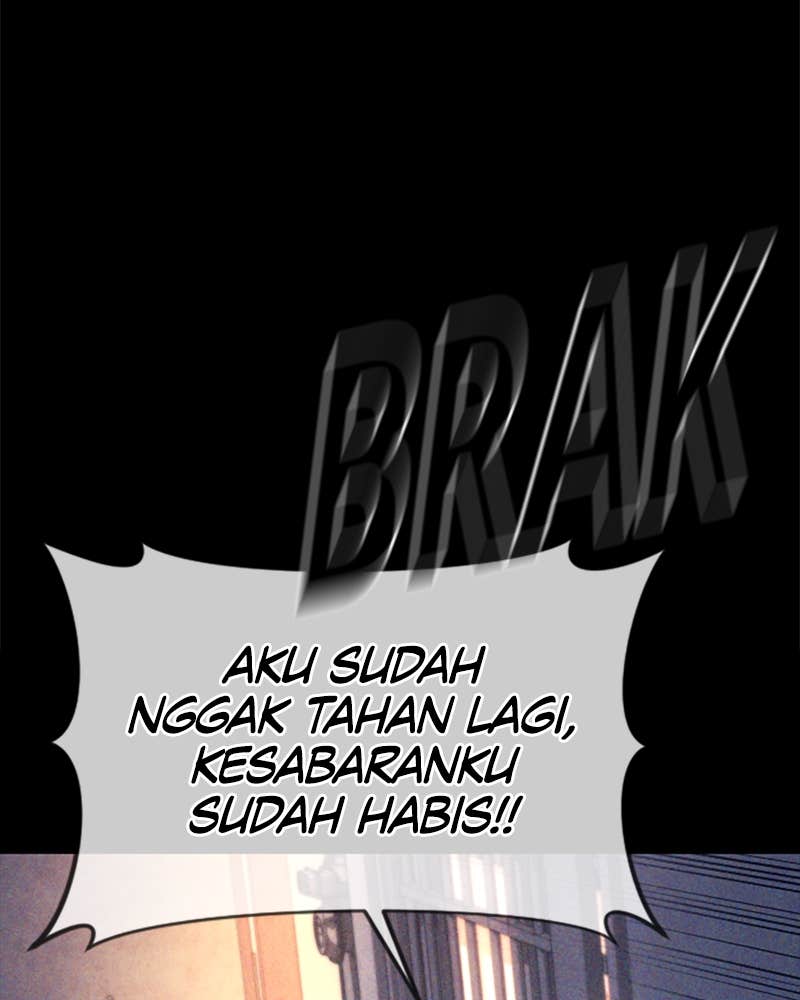 BRAK
AKU SUDAH
NGGAK TAHAN LAGI,
KESABARANKU
SUDAH HABIS!!